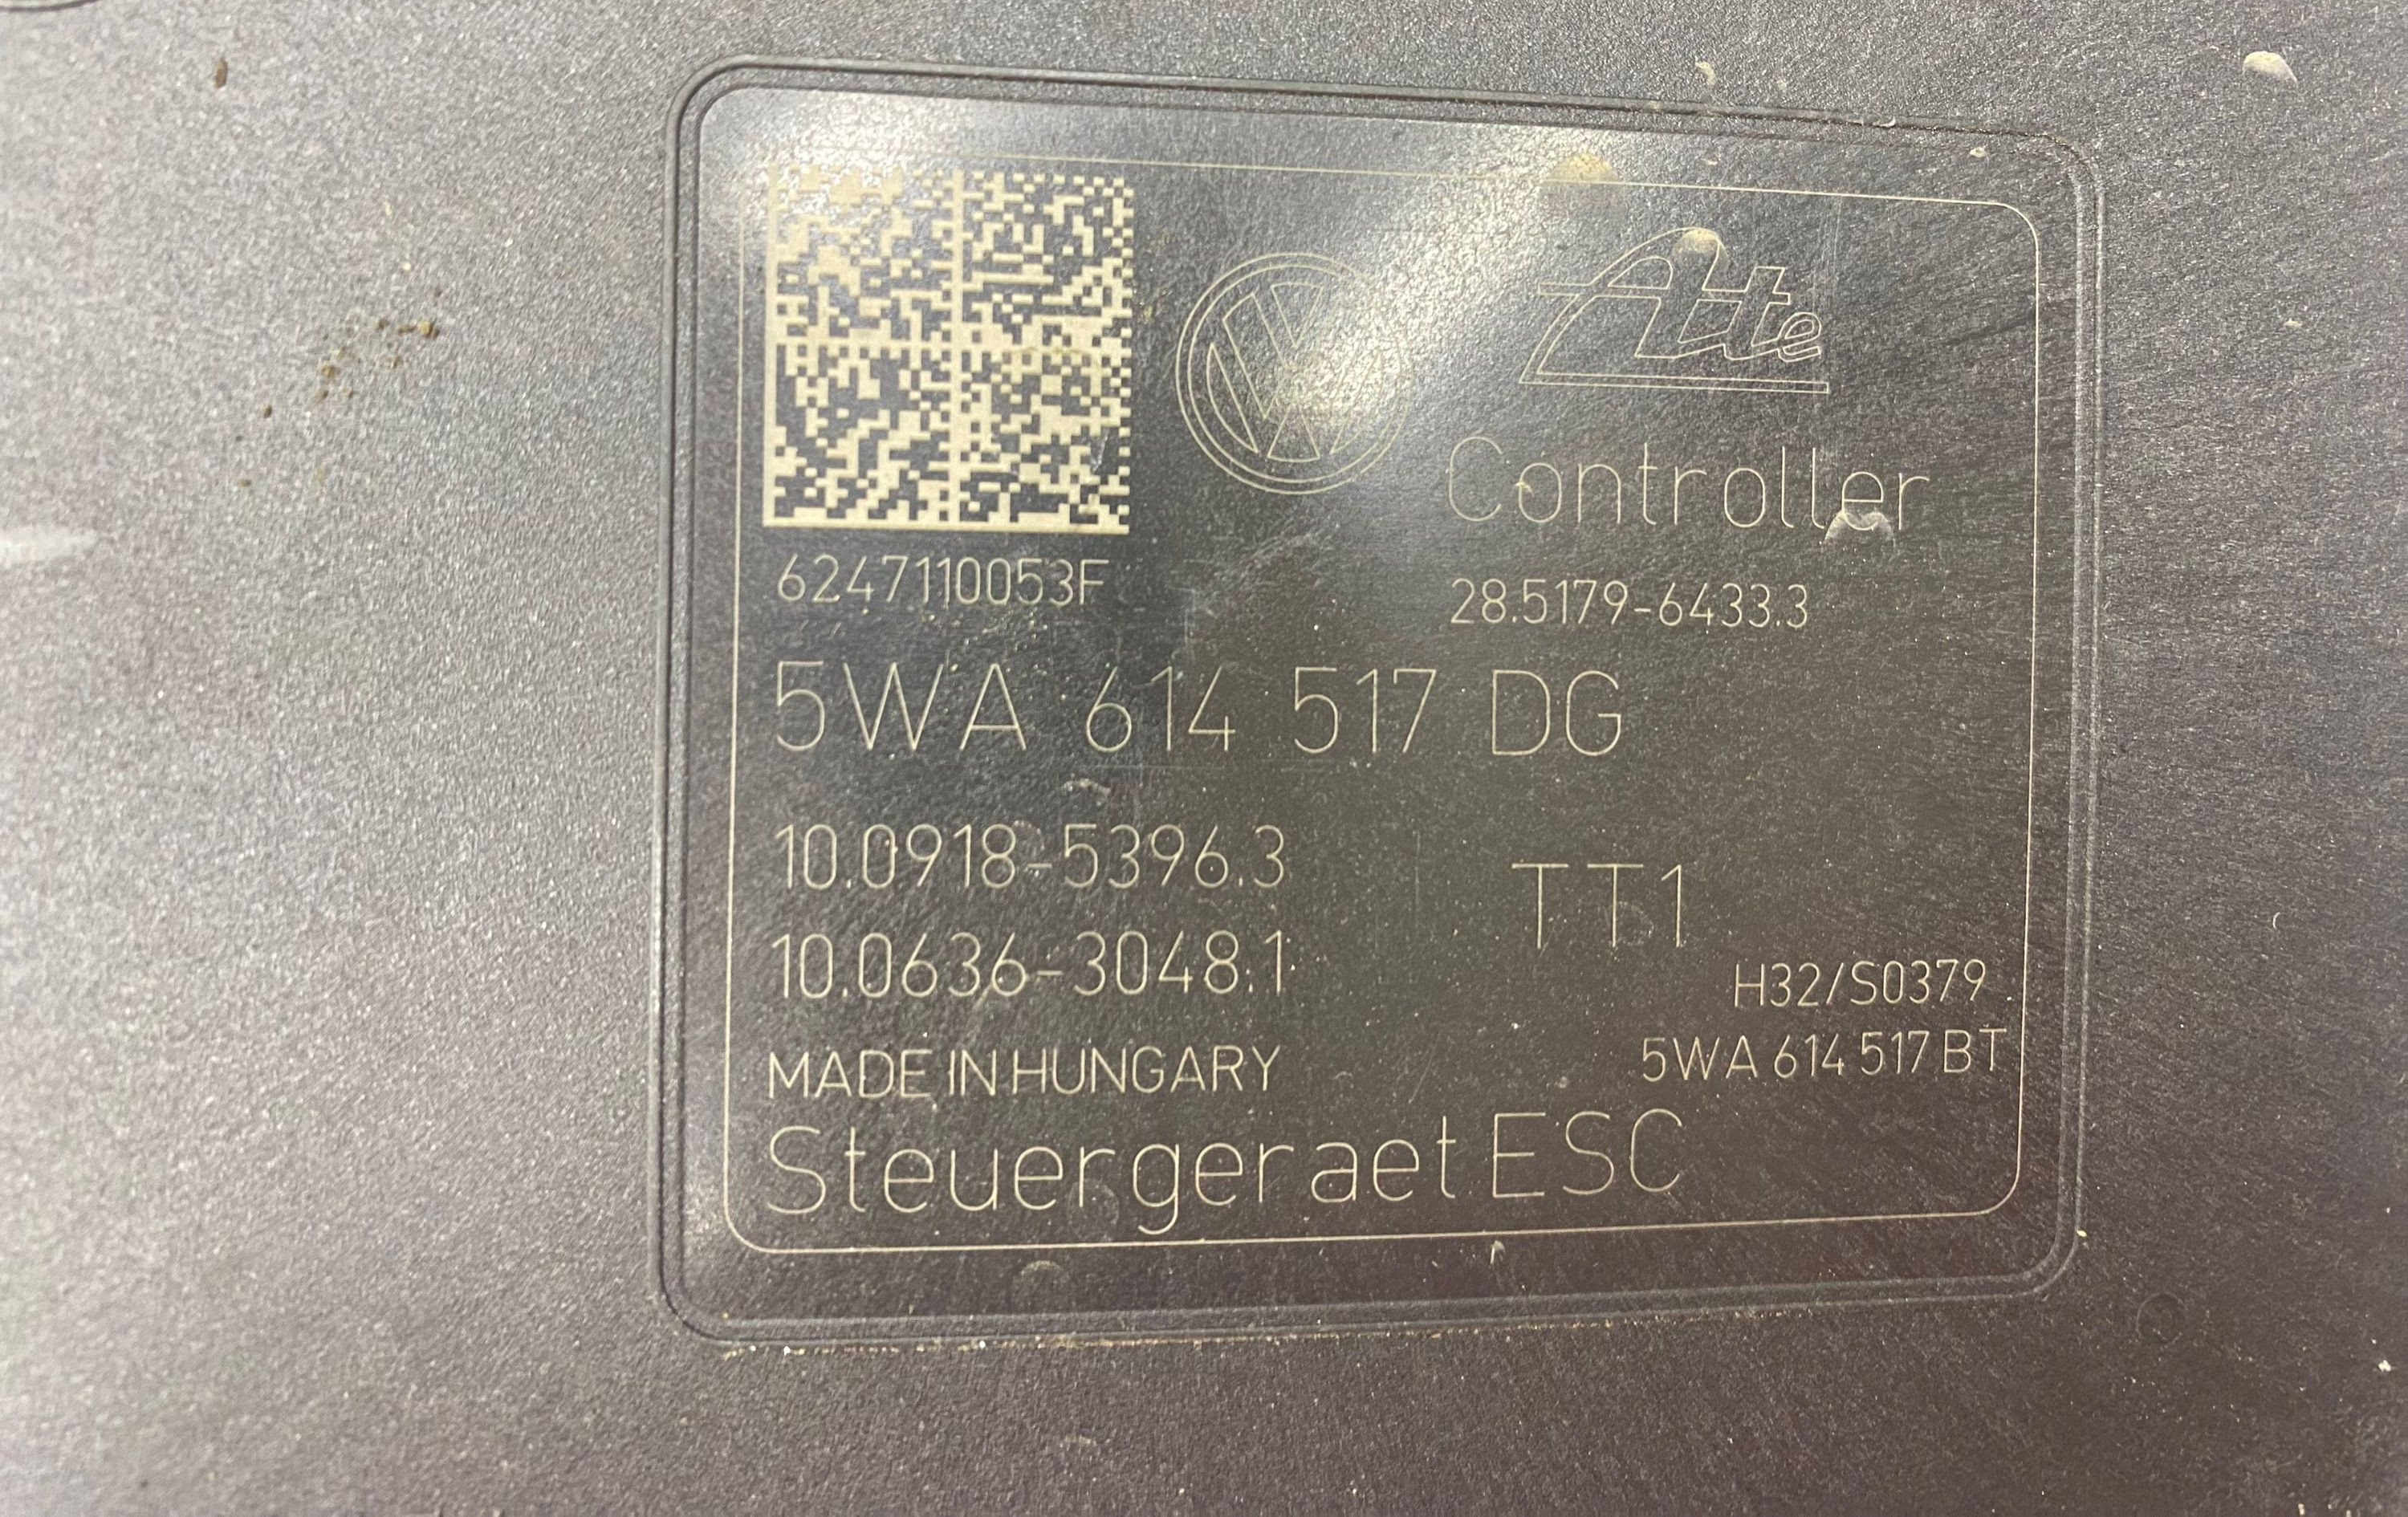 Ate
Controller
6247110053F
28.5179-6433.3
5WA 614 517 DG
10.0918-5396.3
TT1
10.0636-3048.1
H32/S0379
MADE IN HUNGARY
5WA 614 517 BT
Steuergeraet ESC